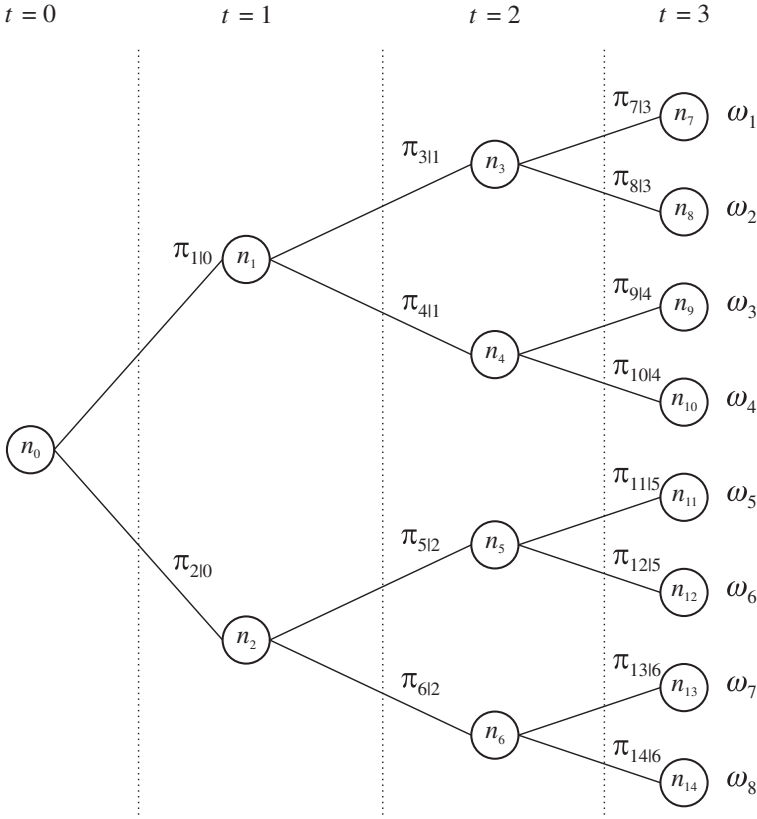 t = 0 t = 1 t = 2 t = 3
π7|3 n7 ω1
π3|1 n3
π8|3 n8 ω2
π1|0 n1
π9|4 n9 ω3
π4|1 n4
π10|4 n10 ω4
n0
π11|5 n11 ω5
π5|2 n5
π12|5 n12 ω6
π2|0 n2
π13|6 n13 ω7
π6|2 n6
π14|6 n14 ω8